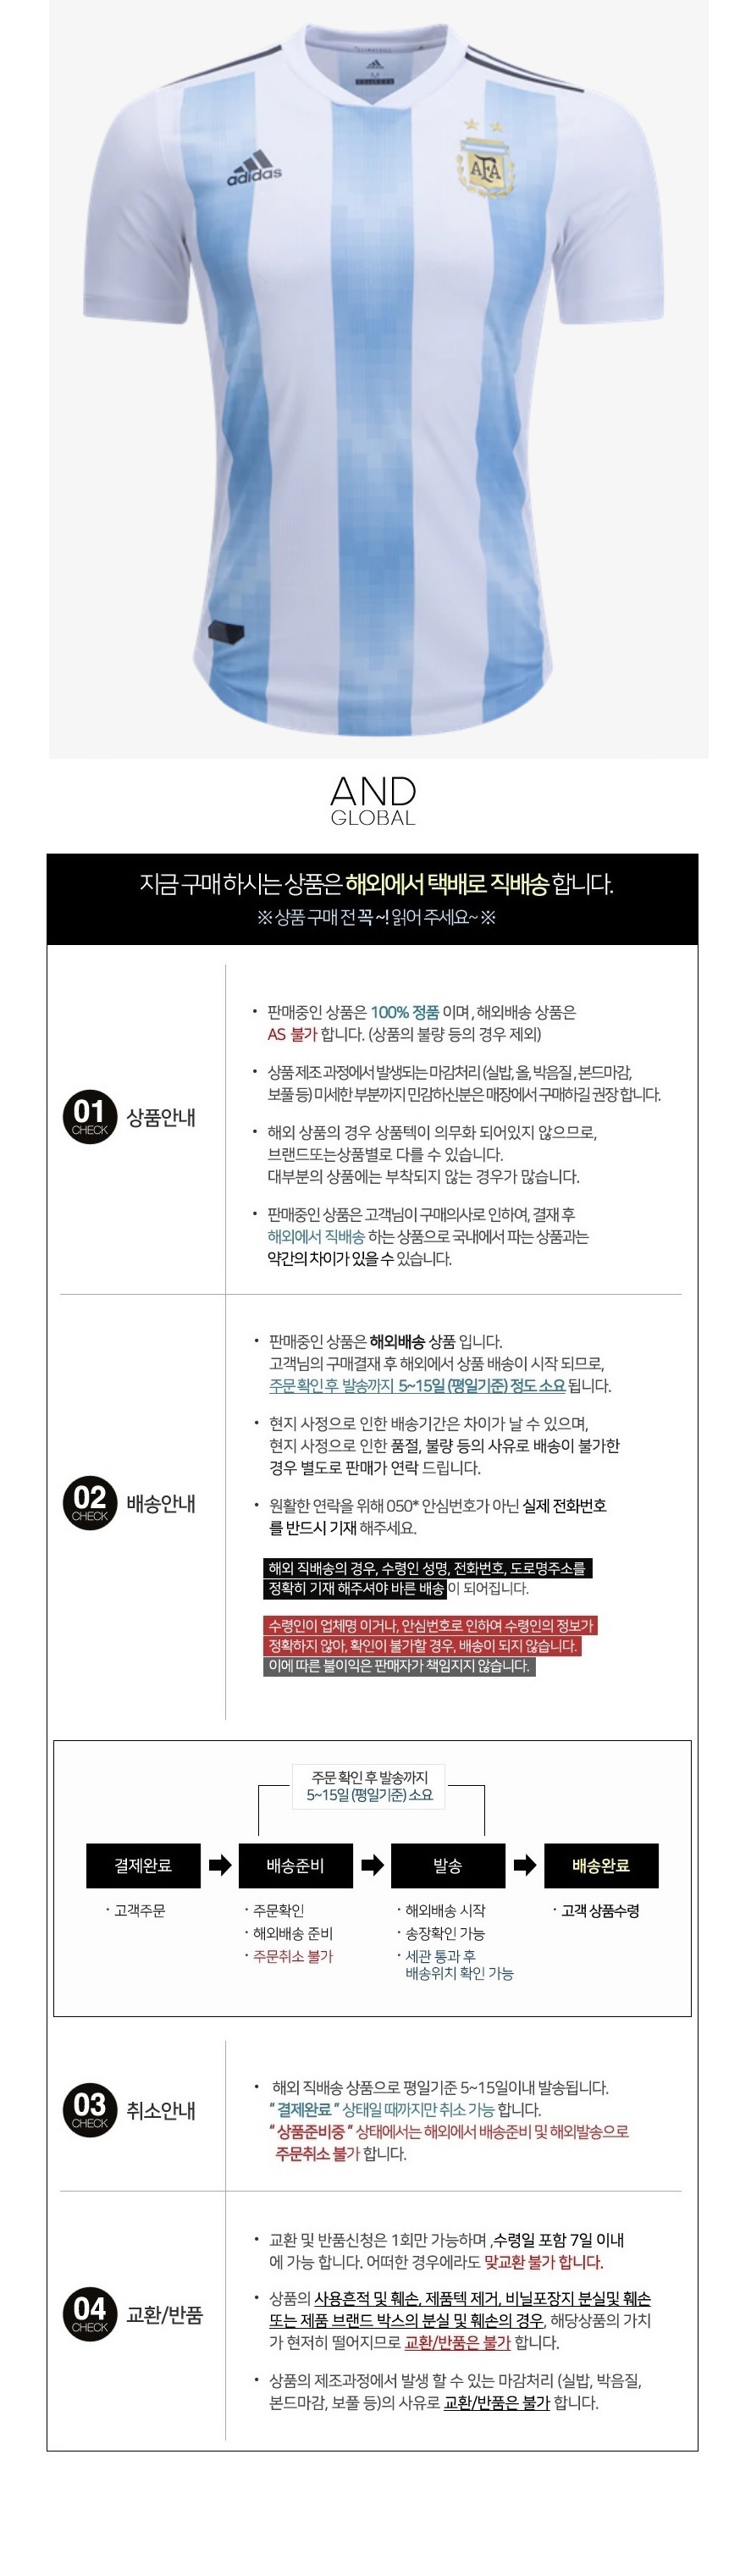 adidas
AFA
AND
GLOBAL
지금 구매 하시는 상품은 해외에서 택배로 직배송 합니다.
※ 상품 구매 전 꼭 ~! 읽어 주세요~ ※
01
CHECK
상품안내
• 판매중인 상품은 100% 정품 이며 , 해외배송 상품은
AS 불가 합니다. (상품의 불량 등의 경우 제외)
• 상품 제조 과정에서 발생되는 마감처리 (실밥, 올, 박음질 , 본드마감,
보풀 등) 미세한 부분까지 민감하신분은 매장에서 구매하길 권장 합니다.
• 해외 상품의 경우 상품텍이 의무화 되어있지 않으므로,
브랜드또는상품별로 다를 수 있습니다.
대부분의 상품에는 부착되지 않는 경우가 많습니다.
• 판매중인 상품은 고객님이 구매의사로 인하여, 결재 후
해외에서 직배송 하는 상품으로 국내에서 파는 상품과는
약간의 차이가 있을 수 있습니다.
02
CHECK
배송안내
• 판매중인 상품은 해외배송 상품 입니다.
고객님의 구매결재 후 해외에서 상품 배송이 시작 되므로,
주문 확인 후 발송까지 5~15일 (평일기준) 정도 소요 됩니다.
• 현지 사정으로 인한 배송기간은 차이가 날 수 있으며,
현지 사정으로 인한 품절, 불량 등의 사유로 배송이 불가한
경우 별도로 판매가 연락 드립니다.
• 원활한 연락을 위해 050* 안심번호가 아닌 실제 전화번호
를 반드시 기재 해주세요.
해외 직배송의 경우, 수령인 성명, 전화번호, 도로명주소를
정확히 기재 해주셔야 바른 배송 이 되어집니다.
수령인이 업체명 이거나, 안심번호로 인하여 수령인의 정보가
정확하지 않아, 확인이 불가할 경우, 배송이 되지 않습니다.
이에 따른 불이익은 판매자가 책임지지 않습니다.
주문 확인 후 발송까지
5~15일 (평일기준) 소요
결제완료
배송준비
발송
배송완료
· 고객주문
· 주문확인
· 해외배송 준비
· 주문취소 불가
· 해외배송 시작
· 송장확인 가능
· 세관 통과 후
배송위치 확인 가능
· 고객 상품수령
03
CHECK
취소안내
• 해외 직배송 상품으로 평일기준 5~15일이내 발송됩니다.
“ 결제완료 ” 상태일 때까지만 취소 가능 합니다.
“ 상품준비중 ” 상태에서는 해외에서 배송준비 및 해외발송으로
주문취소 불가 합니다.
04
CHECK
교환/반품
• 교환 및 반품신청은 1회만 가능하며 ,수령일 포함 7일 이내
에 가능 합니다. 어떠한 경우에라도 맞교환 불가 합니다.
• 상품의 사용흔적 및 훼손, 제품텍 제거, 비닐포장지 분실및 훼손
또는 제품 브랜드 박스의 분실 및 훼손의 경우, 해당상품의 가치
가 현저히 떨어지므로 교환/반품은 불가 합니다.
• 상품의 제조과정에서 발생 할 수 있는 마감처리 (실밥, 박음질,
본드마감, 보풀 등)의 사유로 교환/반품은 불가 합니다.